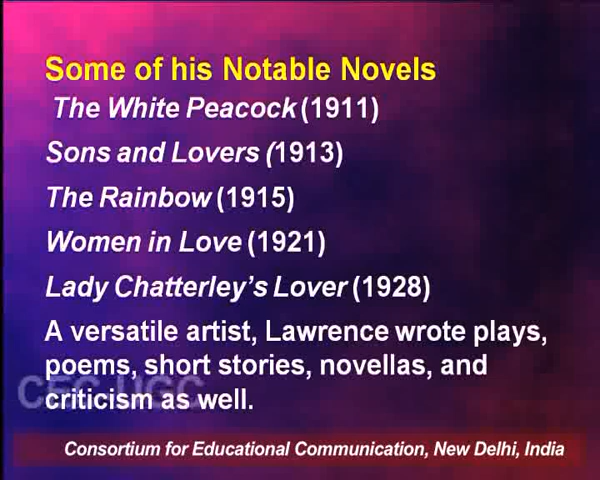 Some of his Notable Novels
The White Peacock (1911)
Sons and Lovers (1913)
The Rainbow (1915)
Women in Love (1921)
Lady Chatterley's Lover (1928)
A versatile artist, Lawrence wrote plays,
poems, short stories, novellas, and
criticism as well.
CEC-UGC
Consortium for Educational Communication, New Delhi, India